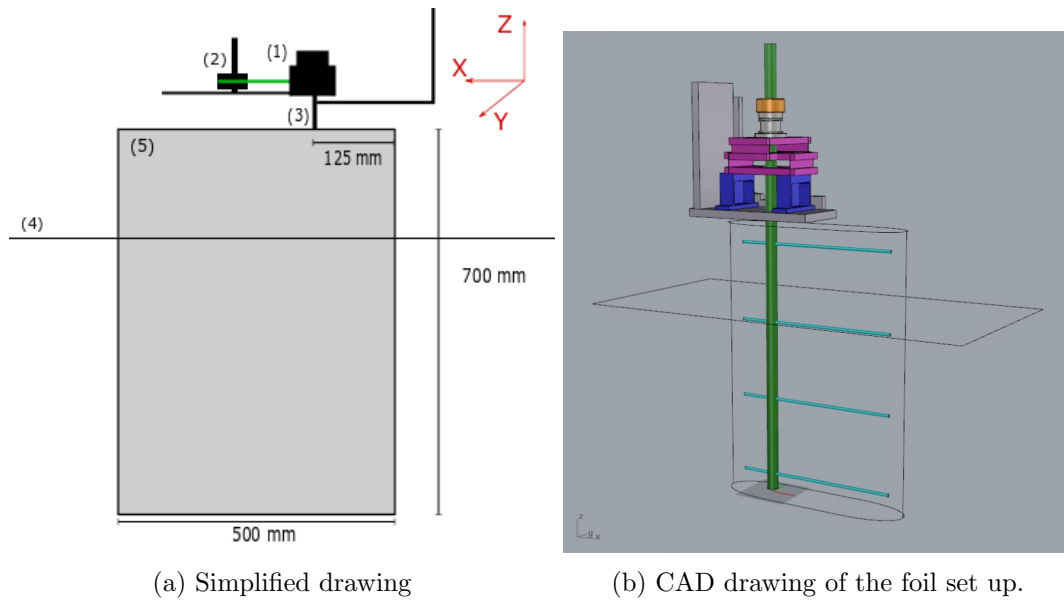 (1)
(2)
(3)
Z
X
Y
(5)
125 mm
(4)
700 mm
500 mm
z
y x
(a) Simplified drawing
(b) CAD drawing of the foil set up.